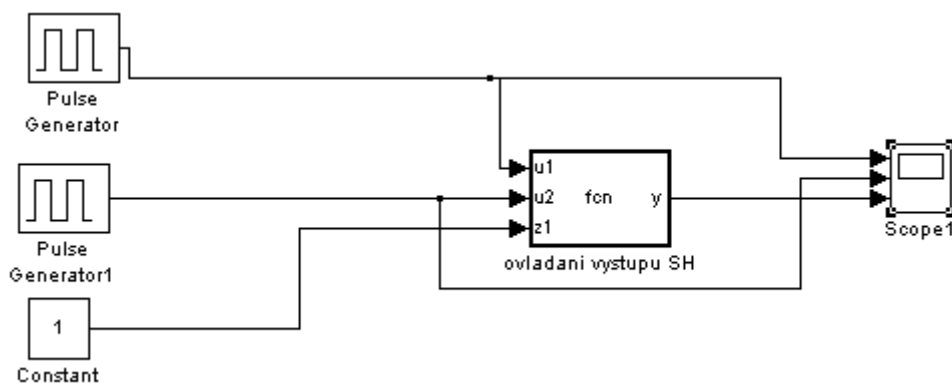 Pulse
Generator
u1
u2 fcn y
z1
Scope1
Pulse
Generator1
ovladani vystupu SH
1
Constant